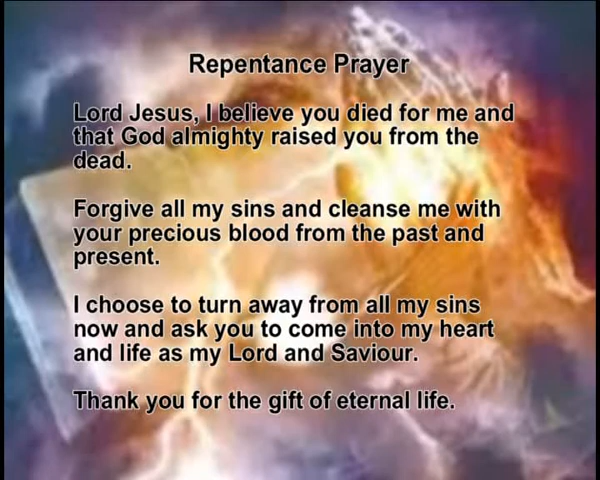 Repentance Prayer
Lord Jesus, I believe you died for me and
that God almighty raised you from the
dead.
Forgive all my sins and cleanse me with
your precious blood from the past and
present.
I choose to turn away from all my sins
now and ask you to come into my heart
and life as my Lord and Saviour.
Thank you for the gift of eternal life.